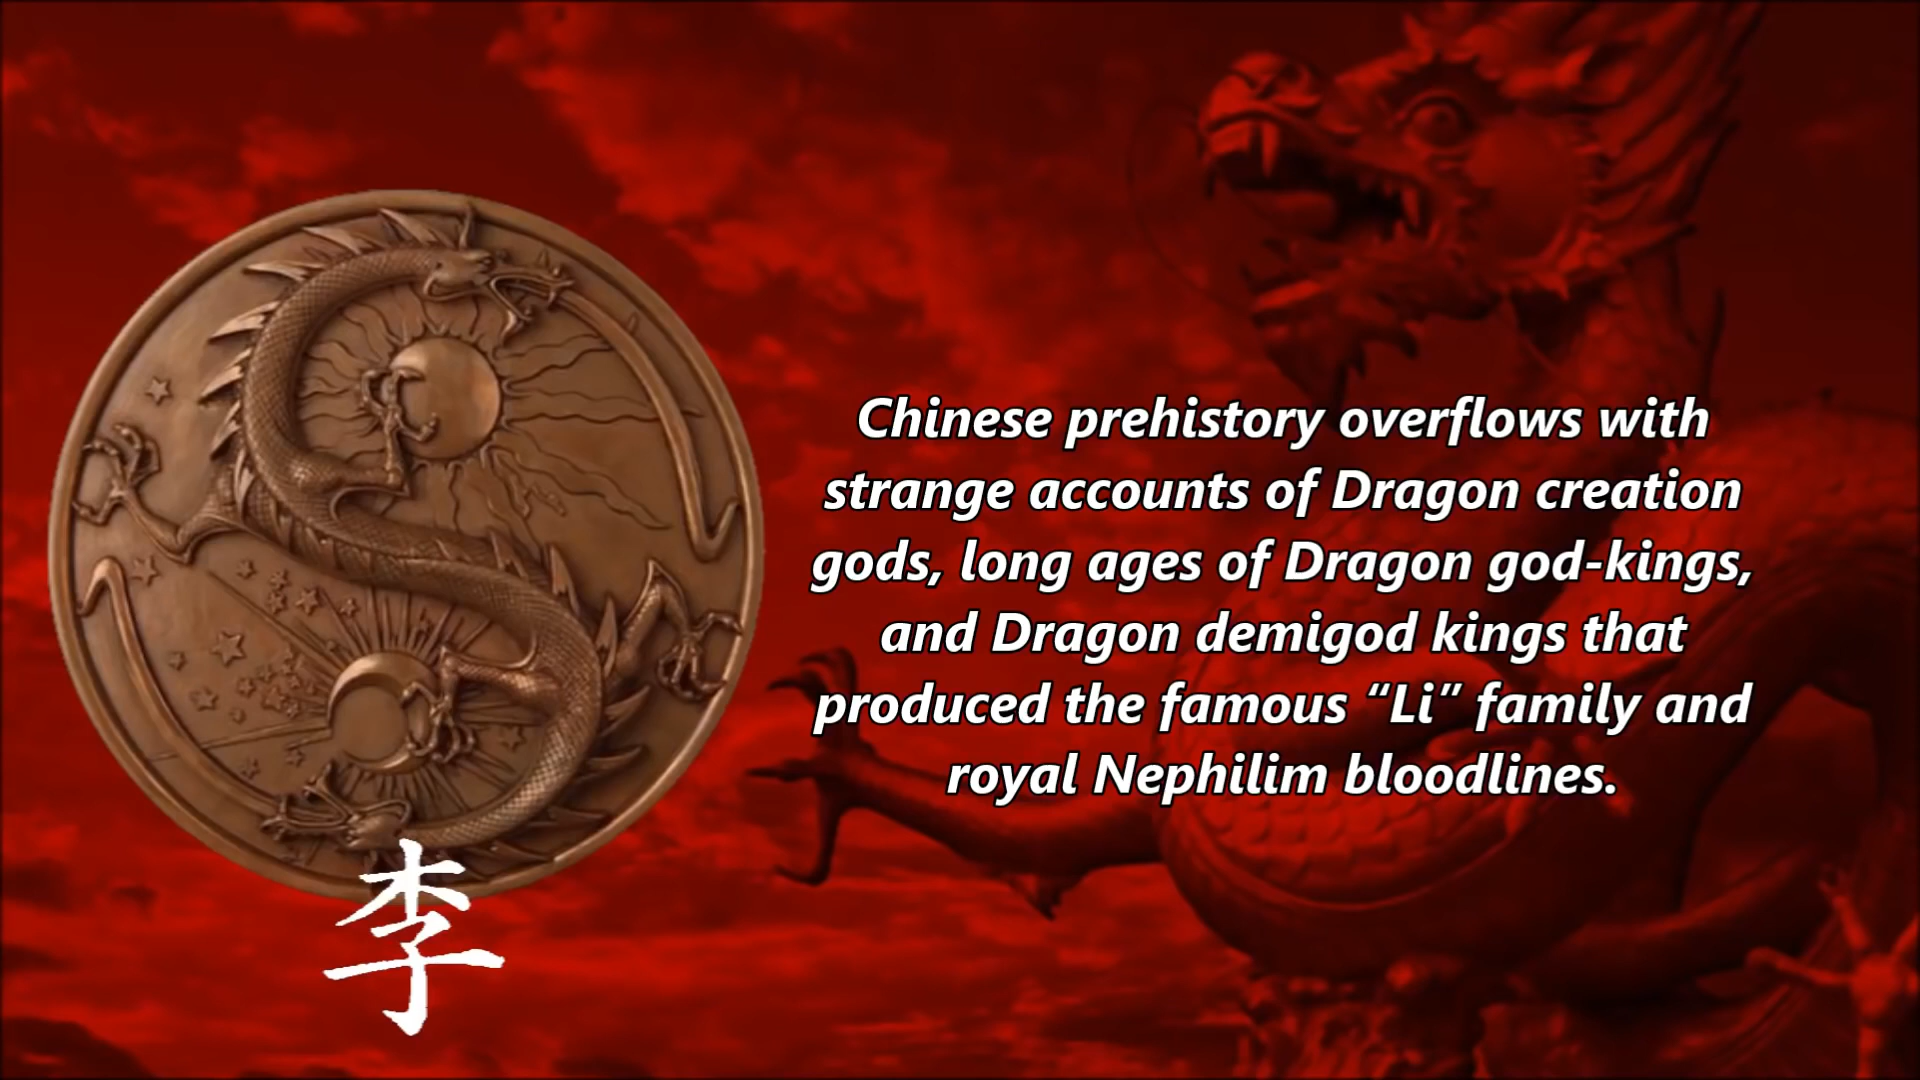 Chinese prehistory overflows with
strange accounts of Dragon creation
gods, long ages of Dragon god-kings,
and Dragon demigod kings that
produced the famous “Li” family and
royal Nephilim bloodlines.
李